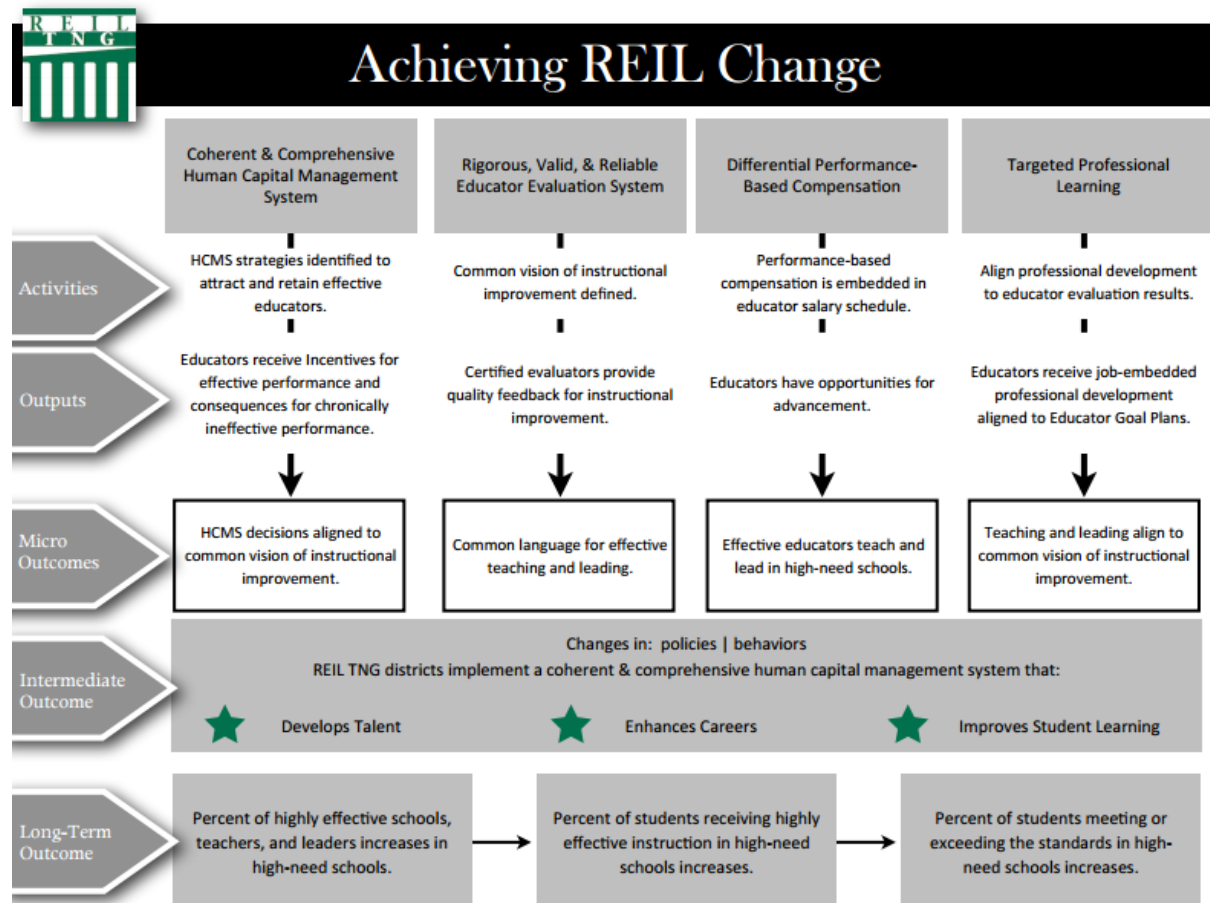 REIL
TNG
Achieving REIL Change
Coherent & Comprehensive
Human Capital Management
System
Rigorous, Valid, & Reliable
Educator Evaluation System
Differential Performance-
Based Compensation
Targeted Professional
Learning
Activities
HCMS strategies identified to
attract and retain effective
educators.
Common vision of instructional
improvement defined.
Performance-based
compensation is embedded in
educator salary schedule.
Align professional development
to educator evaluation results.
Outputs
Educators receive Incentives for
effective performance and
consequences for chronically
ineffective performance.
Certified evaluators provide
quality feedback for instructional
improvement.
Educators have opportunities for
advancement.
Educators receive job-embedded
professional development
aligned to Educator Goal Plans.
Micro
Outcomes
HCMS decisions aligned to
common vision of instructional
improvement.
Common language for effective
teaching and leading.
Effective educators teach and
lead in high-need schools.
Teaching and leading align to
common vision of instructional
improvement.
Intermediate
Outcome
Changes in: policies | behaviors
REIL TNG districts implement a coherent & comprehensive human capital management system that:
Develops Talent
Enhances Careers
Improves Student Learning
Long-Term
Outcome
Percent of highly effective schools,
teachers, and leaders increases in
high-need schools.
Percent of students receiving highly
effective instruction in high-need
schools increases.
Percent of students meeting or
exceeding the standards in high-
need schools increases.